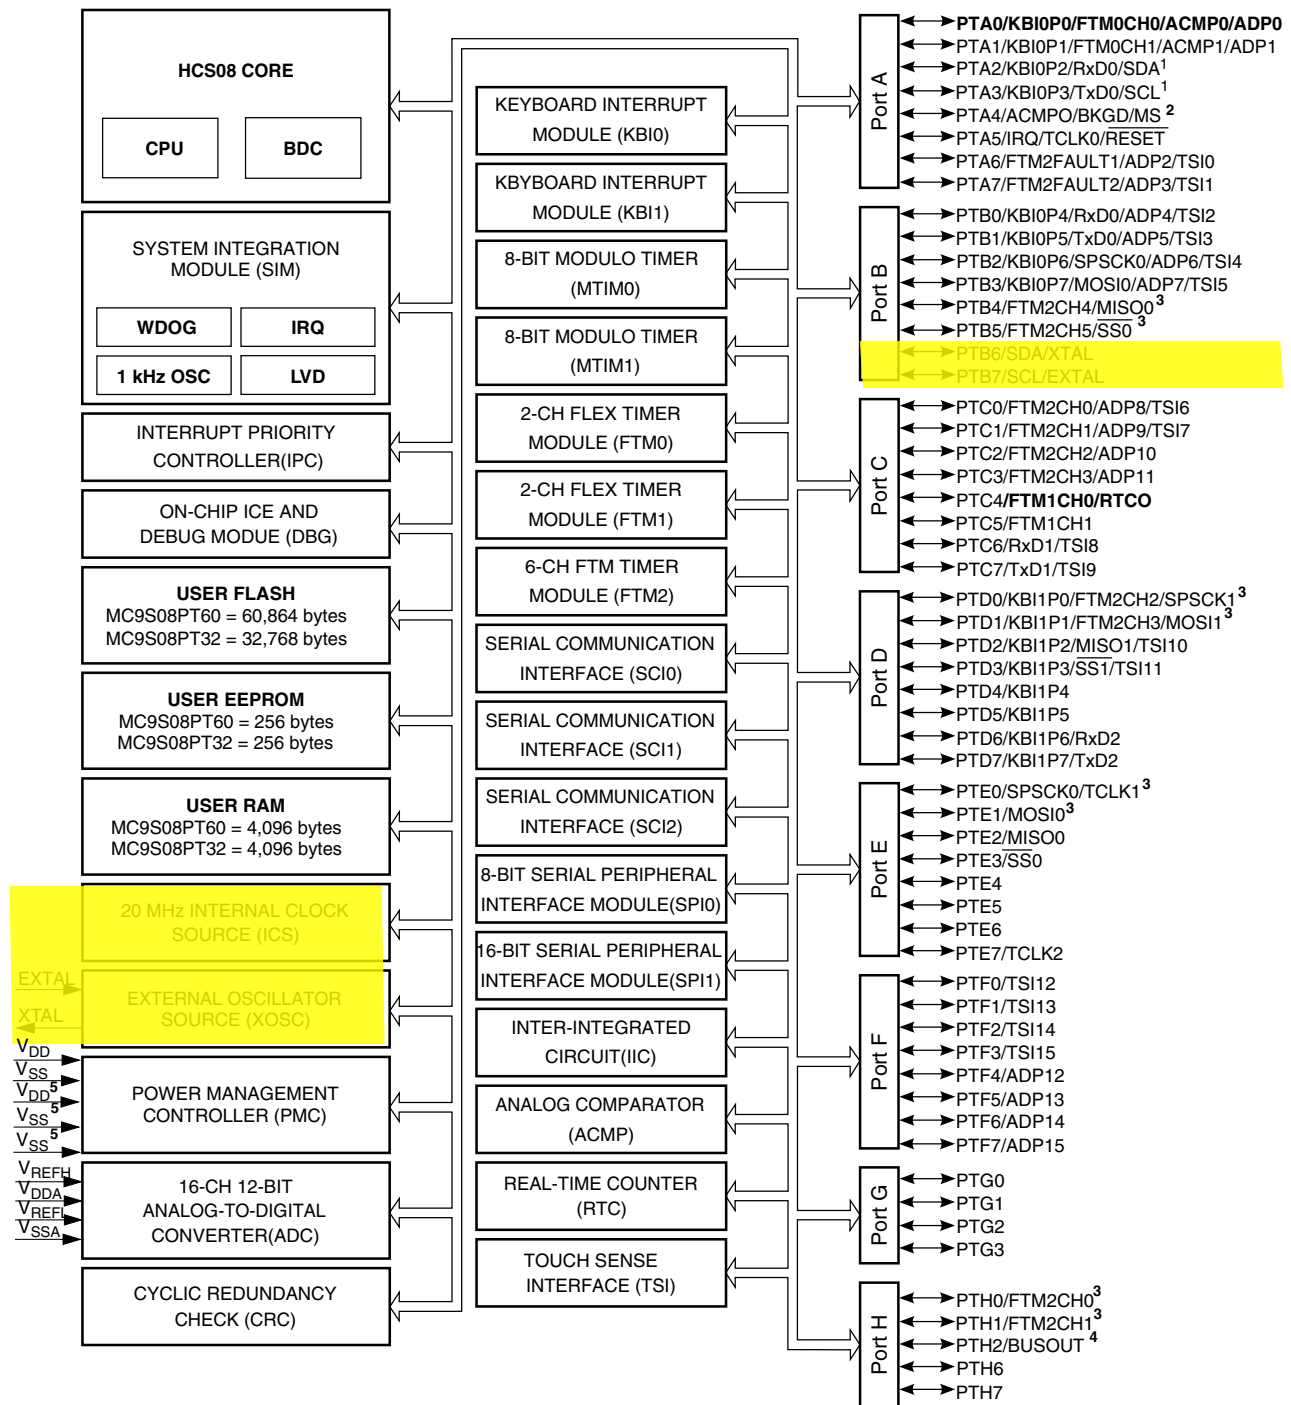 HCS08 CORE
CPU
BDC
SYSTEM INTEGRATION
MODULE (SIM)
WDOG
IRQ
1 kHz OSC
LVD
INTERRUPT PRIORITY
CONTROLLER(IPC)
ON-CHIP ICE AND
DEBUG MODUE (DBG)
USER FLASH
MC9S08PT60 = 60,864 bytes
MC9S08PT32 = 32,768 bytes
USER EEPROM
MC9S08PT60 = 256 bytes
MC9S08PT32 = 256 bytes
USER RAM
MC9S08PT60 = 4,096 bytes
MC9S08PT32 = 4,096 bytes
20 MHz INTERNAL CLOCK
SOURCE (ICS)
EXTAL
XTAL
EXTERNAL OSCILLATOR
SOURCE (XOSC)
VDD
VSS
VDD5
VSS5
VSS5
POWER MANAGEMENT
CONTROLLER (PMC)
VREFH
VDDA
VREFL
VSSA
16-CH 12-BIT
ANALOG-TO-DIGITAL
CONVERTER(ADC)
CYCLIC REDUNDANCY
CHECK (CRC)
KEYBOARD INTERRUPT
MODULE (KBI0)
KBYBOARD INTERRUPT
MODULE (KBI1)
8-BIT MODULO TIMER
(MTIM0)
8-BIT MODULO TIMER
(MTIM1)
2-CH FLEX TIMER
MODULE (FTM0)
2-CH FLEX TIMER
MODULE (FTM1)
6-CH FTM TIMER
MODULE (FTM2)
SERIAL COMMUNICATION
INTERFACE (SCI0)
SERIAL COMMUNICATION
INTERFACE (SCI1)
SERIAL COMMUNICATION
INTERFACE (SCI2)
8-BIT SERIAL PERIPHERAL
INTERFACE MODULE(SPI0)
16-BIT SERIAL PERIPHERAL
INTERFACE MODULE(SPI1)
INTER-INTEGRATED
CIRCUIT(IIC)
ANALOG COMPARATOR
(ACMP)
REAL-TIME COUNTER
(RTC)
TOUCH SENSE
INTERFACE (TSI)
Port A
PTA0/KBI0P0/FTM0CH0/ACMP0/ADP0
PTA1/KBI0P1/FTM0CH1/ACMP1/ADP1
PTA2/KBI0P2/RxD0/SDA1
PTA3/KBI0P3/TxD0/SCL1
PTA4/ACMPO/BKGD/MS 2
PTA5/IRQ/TCLK0/RESET
PTA6/FTM2FAULT1/ADP2/TSI0
PTA7/FTM2FAULT2/ADP3/TSI1
Port B
PTB0/KBI0P4/RxD0/ADP4/TSI2
PTB1/KBI0P5/TxD0/ADP5/TSI3
PTB2/KBI0P6/SPSCK0/ADP6/TSI4
PTB3/KBI0P7/MOSI0/ADP7/TSI5
PTB4/FTM2CH4/MISO0 3
PTB5/FTM2CH5/SS0 3
PTB6/SDA/XTAL
PTB7/SCL/EXTAL
Port C
PTC0/FTM2CH0/ADP8/TSI6
PTC1/FTM2CH1/ADP9/TSI7
PTC2/FTM2CH2/ADP10
PTC3/FTM2CH3/ADP11
PTC4/FTM1CH0/RTCO
PTC5/FTM1CH1
PTC6/RxD1/TSI8
PTC7/TxD1/TSI9
Port D
PTD0/KBI1P0/FTM2CH2/SPSCK1 3
PTD1/KBI1P1/FTM2CH3/MOSI1 3
PTD2/KBI1P2/MISO1/TSI10
PTD3/KBI1P3/SS1/TSI11
PTD4/KBI1P4
PTD5/KBI1P5
PTD6/KBI1P6/RxD2
PTD7/KBI1P7/TxD2
Port E
PTE0/SPSCK0/TCLK1 3
PTE1/MOSI0 3
PTE2/MISO0
PTE3/SS0
PTE4
PTE5
PTE6
PTE7/TCLK2
Port F
PTF0/TSI12
PTF1/TSI13
PTF2/TSI14
PTF3/TSI15
PTF4/ADP12
PTF5/ADP13
PTF6/ADP14
PTF7/ADP15
Port G
PTG0
PTG1
PTG2
PTG3
Port H
PTH0/FTM2CH0 3
PTH1/FTM2CH1 3
PTH2/BUSOUT 4
PTH6
PTH7